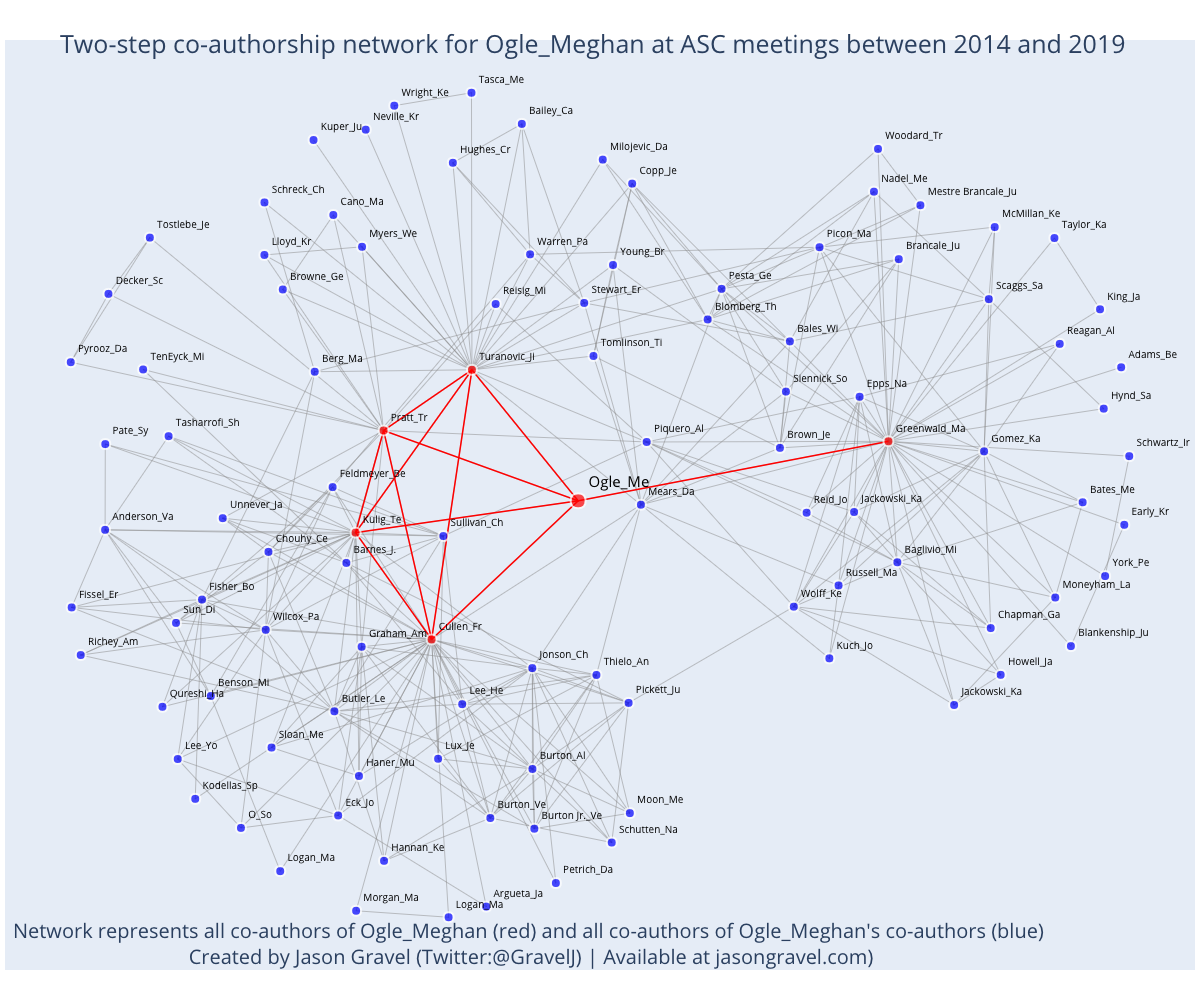 Two-step co-authorship network for Ogle_Meghan at ASC meetings between 2014 and 2019
Tasca_Me
Wright_Ke
Bailey_Ca
Neville_Kr
Kuper_Ju
Woodard_Tr
Hughes_Cr
Milojevic_Da
Copp_Je
Nadel_Me
Schreck_Ch
Mestre Brancale_Ju
Cano_Ma
McMillan_Ke
Tostlebe_Je
Taylor_Ka
Myers_We
Picon_Ma
Lloyd_Kr
Warren_Pa
Brancale_Ju
Young_Br
Browne_Ge
Pesta_Ge
Decker_Sc
Scaggs_Sa
Reisig_Mi
Stewart_Er
King_Ja
Blomberg_Th
Bales_Wi
Reagan_Al
Tomlinson_Ti
Pyrooz_Da
TenEyck_Mi
Berg_Ma
Turanovic_Ji
Adams_Be
Siennick_So
Epps_Na
Hynd_Sa
Pratt_Tr
Tasharrofi_Sh
Pate_Sy
Piquero_Al
Brown_Je
Greenwald_Ma
Gomez_Ka
Schwartz_Ir
Feldmeyer_Be
Ogle_Me
Mears_Da
Bates_Me
Reid_Jo
Jackowski_Ka
Unnever_Ja
Anderson_Va
Kulig_Te
Sullivan_Ch
Early_Kr
Chouhy_Ce
Barnes_J.
Baglivio_Mi
York_Pe
Russell_Ma
Fisher_Bo
Fissel_Er
Wolff_Ke
Moneyham_La
Sun_Di
Wilcox_Pa
Chapman_Ga
Cullen_Fr
Graham_Am
Richey_Am
Blankenship_Ju
Kuch_Jo
Jonson_Ch
Thielo_An
Howell_Ja
Benson_Mi
Qureshi_Ha
Butler_Le
Lee_He
Pickett_Ju
Jackowski_Ka
Sloan_Me
Lee_Yo
Lux_Je
Burton_Al
Haner_Mu
Kodellas_Sp
Eck_Jo
Burton_Ve
Moon_Me
O_So
Burton Jr._Ve
Schutten_Na
Hannan_Ke
Logan_Ma
Petrich_Da
Morgan_Ma
Argueta_Ja
Logan_Ma
Network represents all co-authors of Ogle_Meghan (red) and all co-authors of Ogle_Meghan's co-authors (blue)
Created by Jason Gravel (Twitter:@GravelJ) | Available at jasongravel.com)